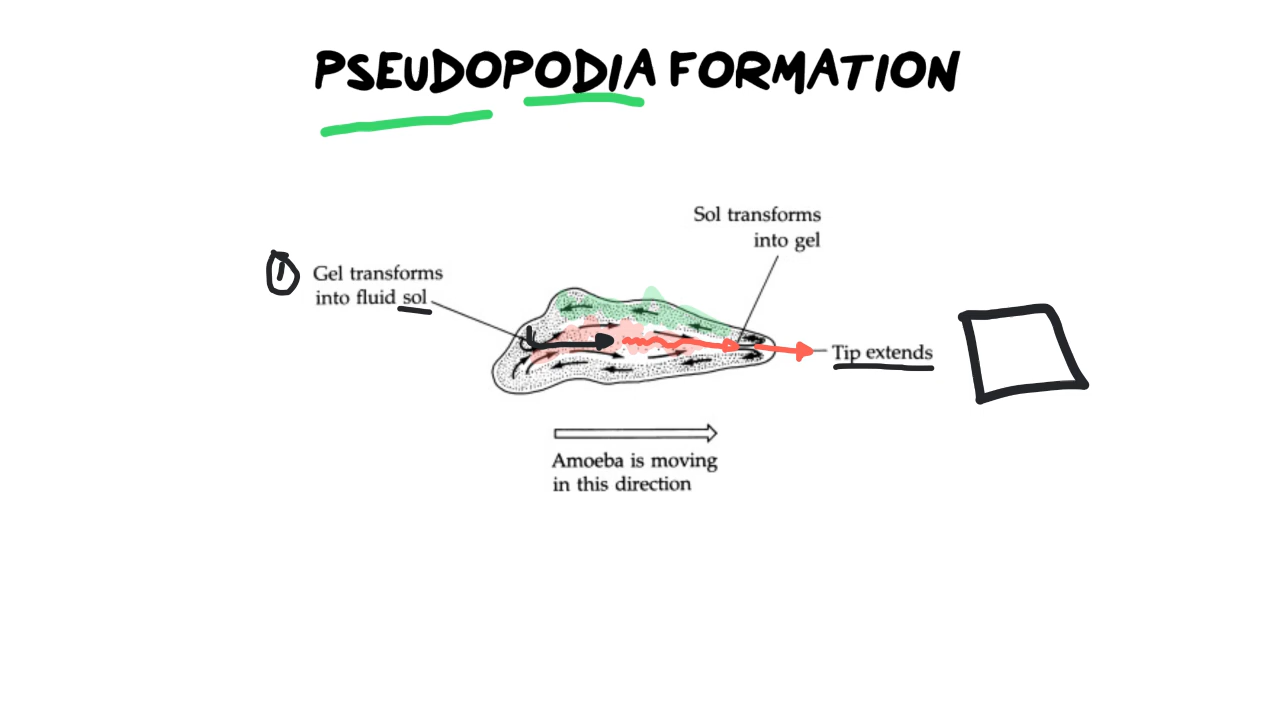 PSEUDOPODIA FORMATION
Sol transforms
into gel
1 Gel transforms
into fluid sol
Tip extends
Amoeba is moving
in this direction